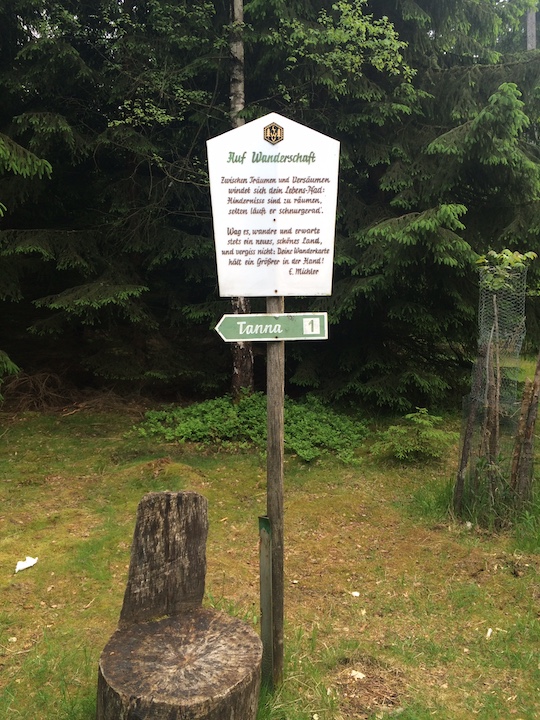 Auf Wanderschaft
Zwischen Träumen und Versäumen
windet sich dein Lebens-Pfad:
Hindernisse sind zu räumen,
selten läuft er schnurgerad'.
Wag es, wandre und erwarte
stets ein neues, schönes Land,
und vergiss nicht: Deine Wanderkarte
hält ein Größrer in der Hand!
E. Michler
Tanna 1